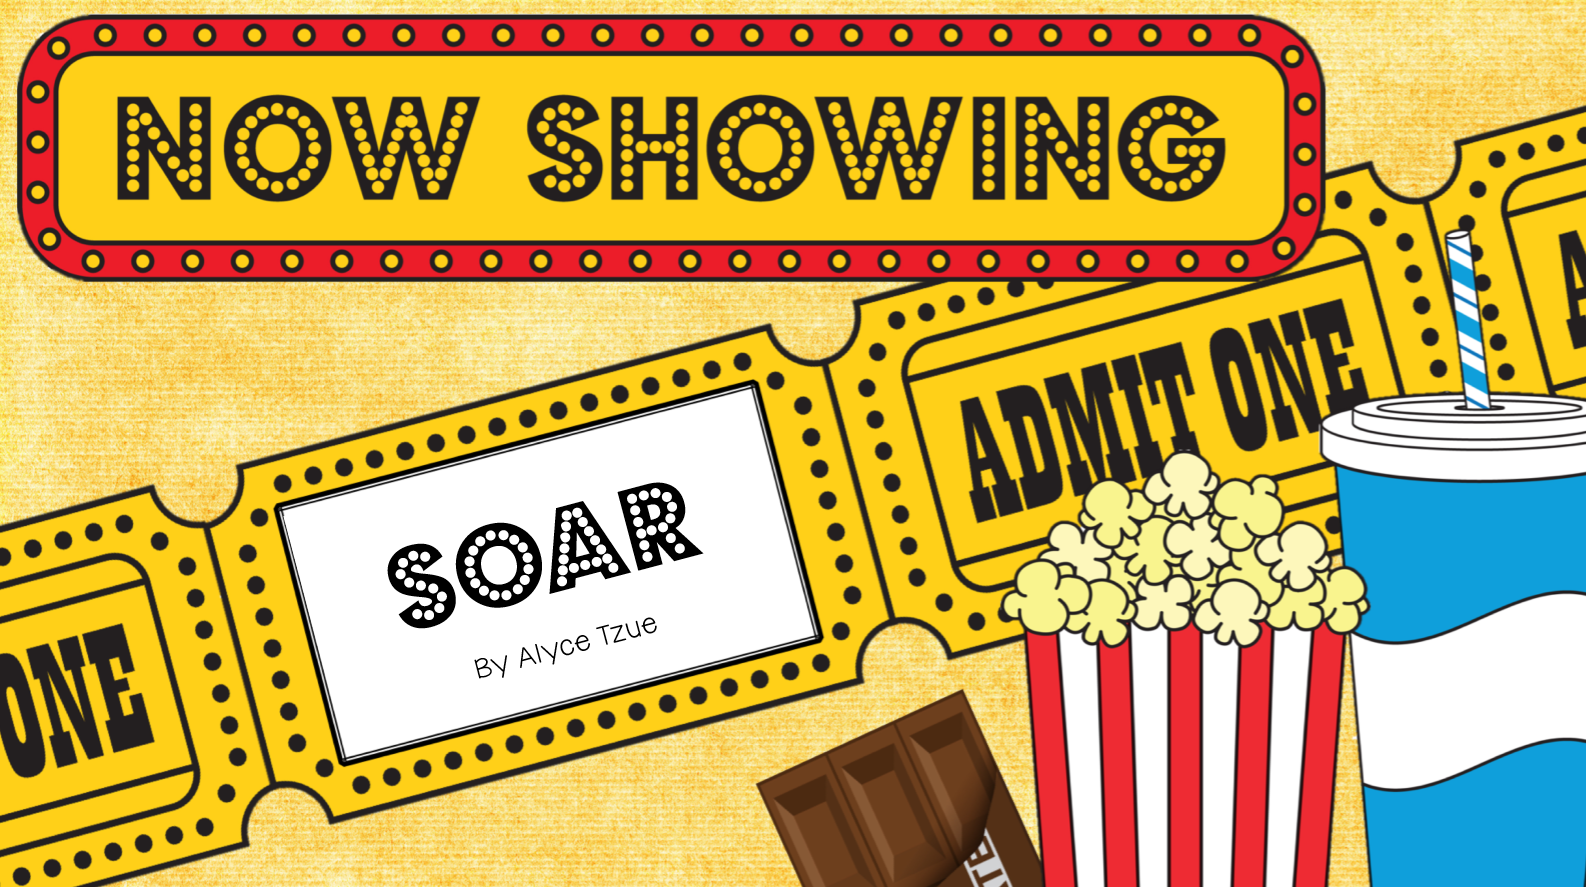 NOW SHOWING
ADMIT ONE
SOAR
By Alyce Tzue
ONE